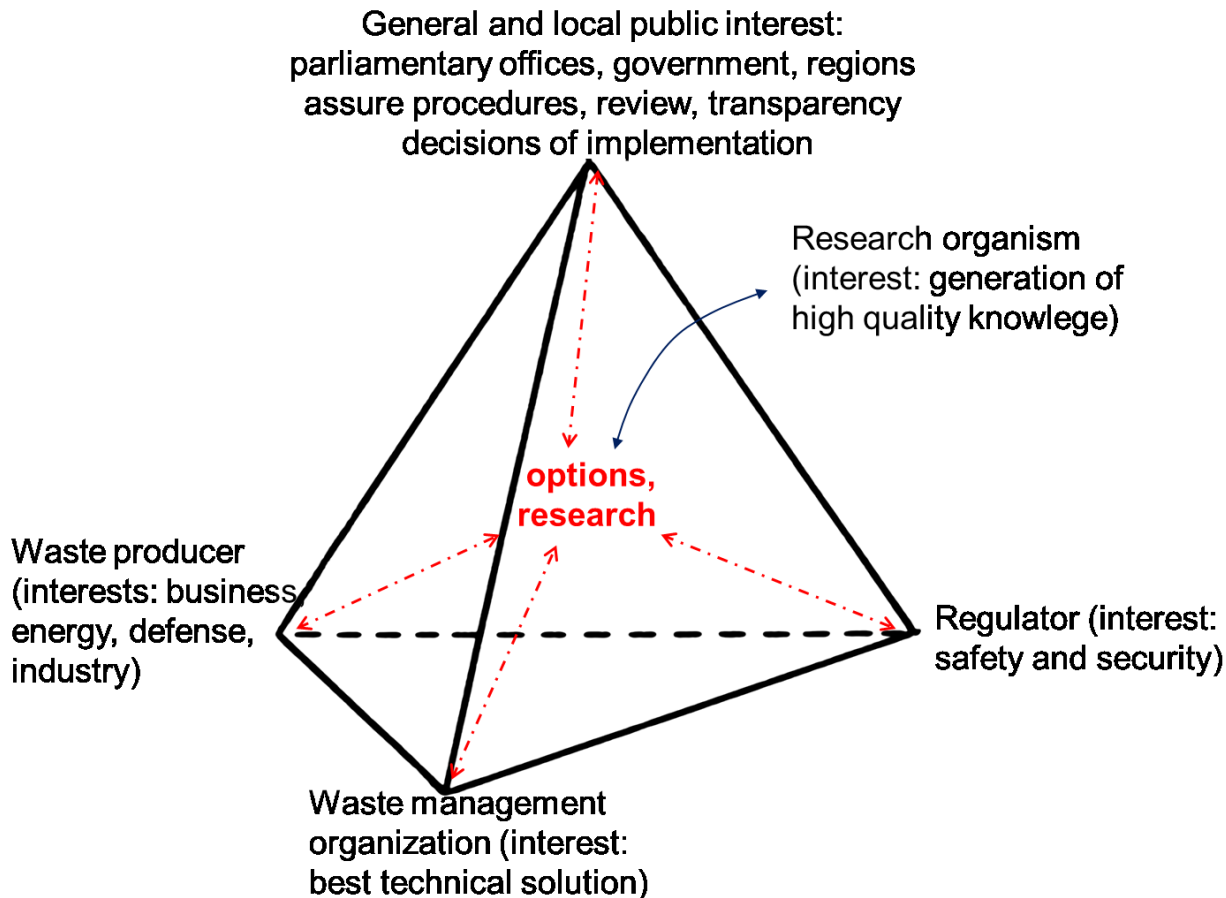 General and local public interest:
parliamentary offices, government, regions
assure procedures, review, transparency
decisions of implementation
Research organism
(interest: generation of
high quality knowlege)
options,
research
Waste producer
(interests: business,
energy, defense,
industry)
Regulator (interest:
safety and security)
Waste management
organization (interest:
best technical solution)